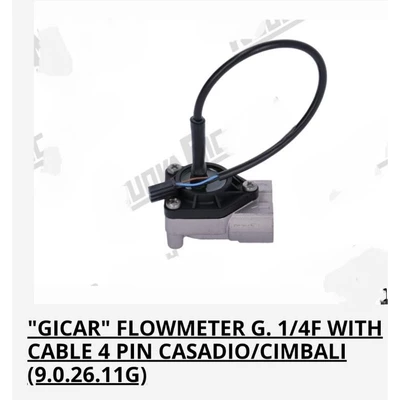 "GICAR" FLOWMETER G. 1/4F WITH
CABLE 4 PIN CASADIO/CIMBALI
(9.0.26.11G)